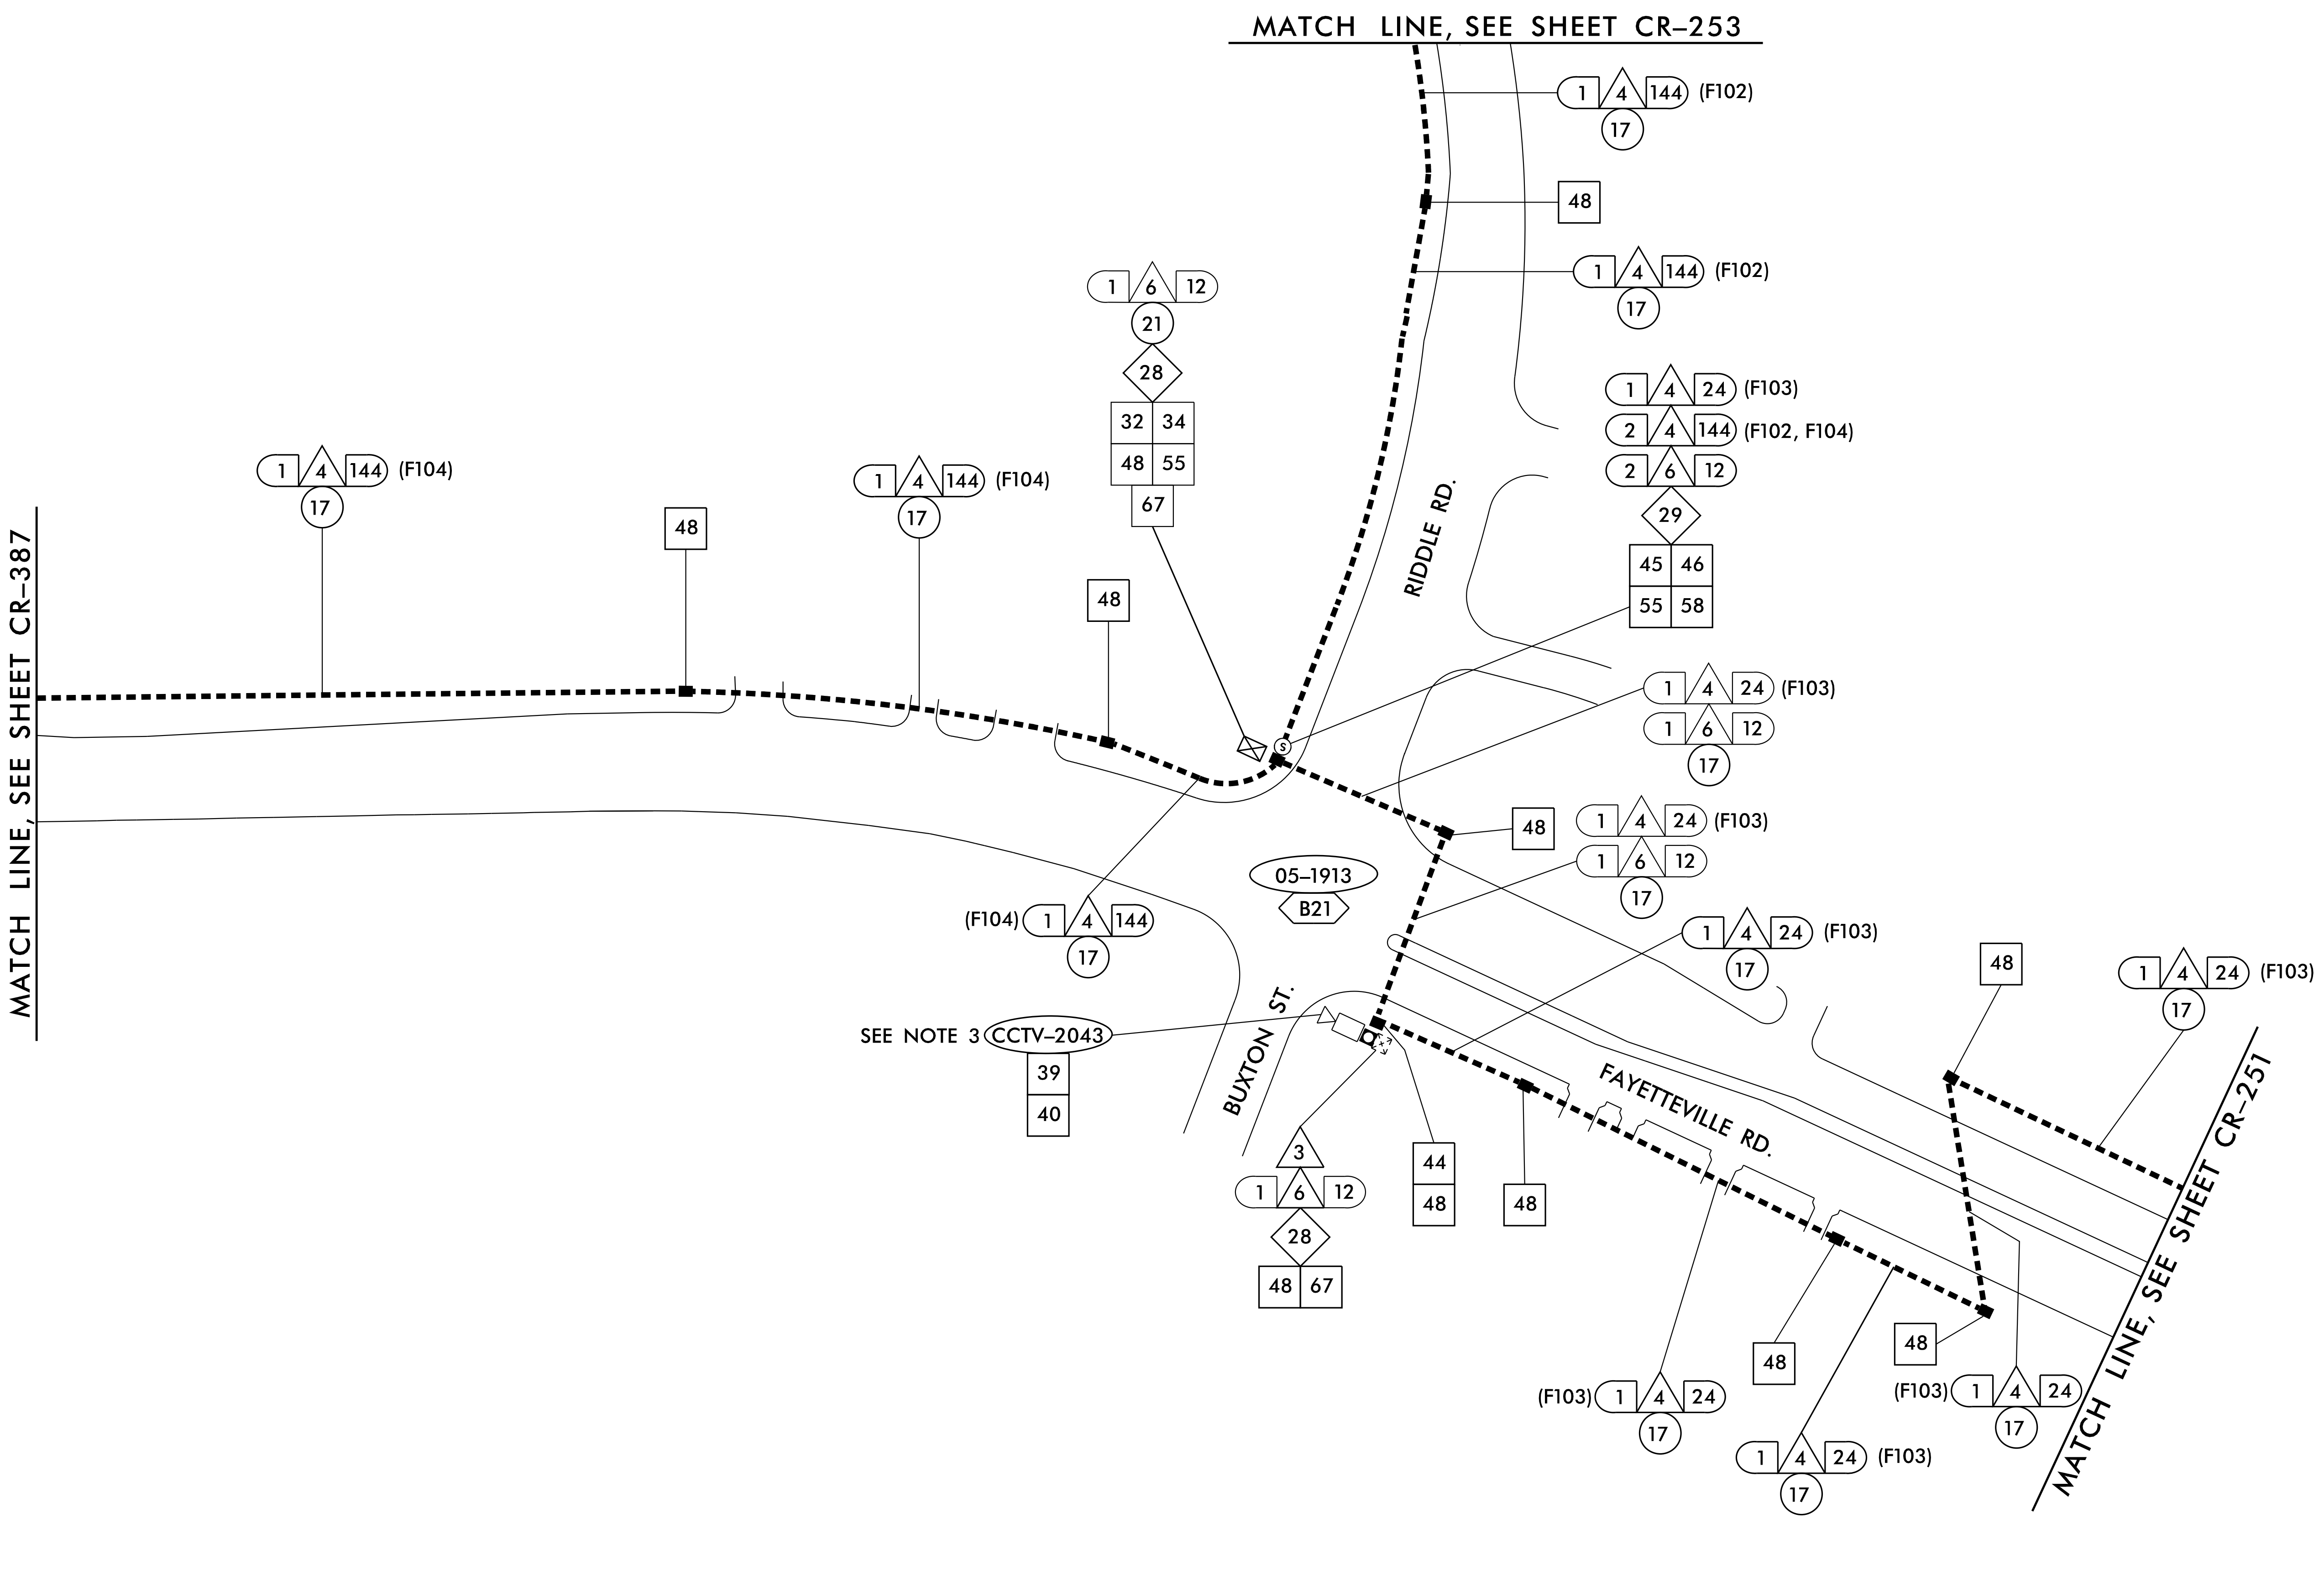 MATCH LINE, SEE SHEET CR–253
1 4 144 (F102)
17
48
1 4 144 (F102)
17
1 6 12
21
28
32 34
48 55
67
1 4 24 (F103)
2 4 144 (F102, F104)
2 6 12
29
45 46
55 58
1 4 144 (F104)
17
48
1 4 144 (F104)
17
48
RIDDLE RD.
MATCH LINE, SEE SHEET CR–387
S
1 4 24 (F103)
1 6 12
17
48
1 4 24 (F103)
1 6 12
17
05–1913
B21
(F104) 1 4 144
17
1 4 24 (F103)
17
48
1 4 24 (F103)
17
SEE NOTE 3 CCTV–2043
39
40
BUXTON ST.
FAYETTEVILLE RD.
3
1 6 12
28
48 67
44
48
48
48
48
(F103) 1 4 24
17
(F103) 1 4 24
17
1 4 24 (F103)
17
MATCH LINE, SEE SHEET CR–251